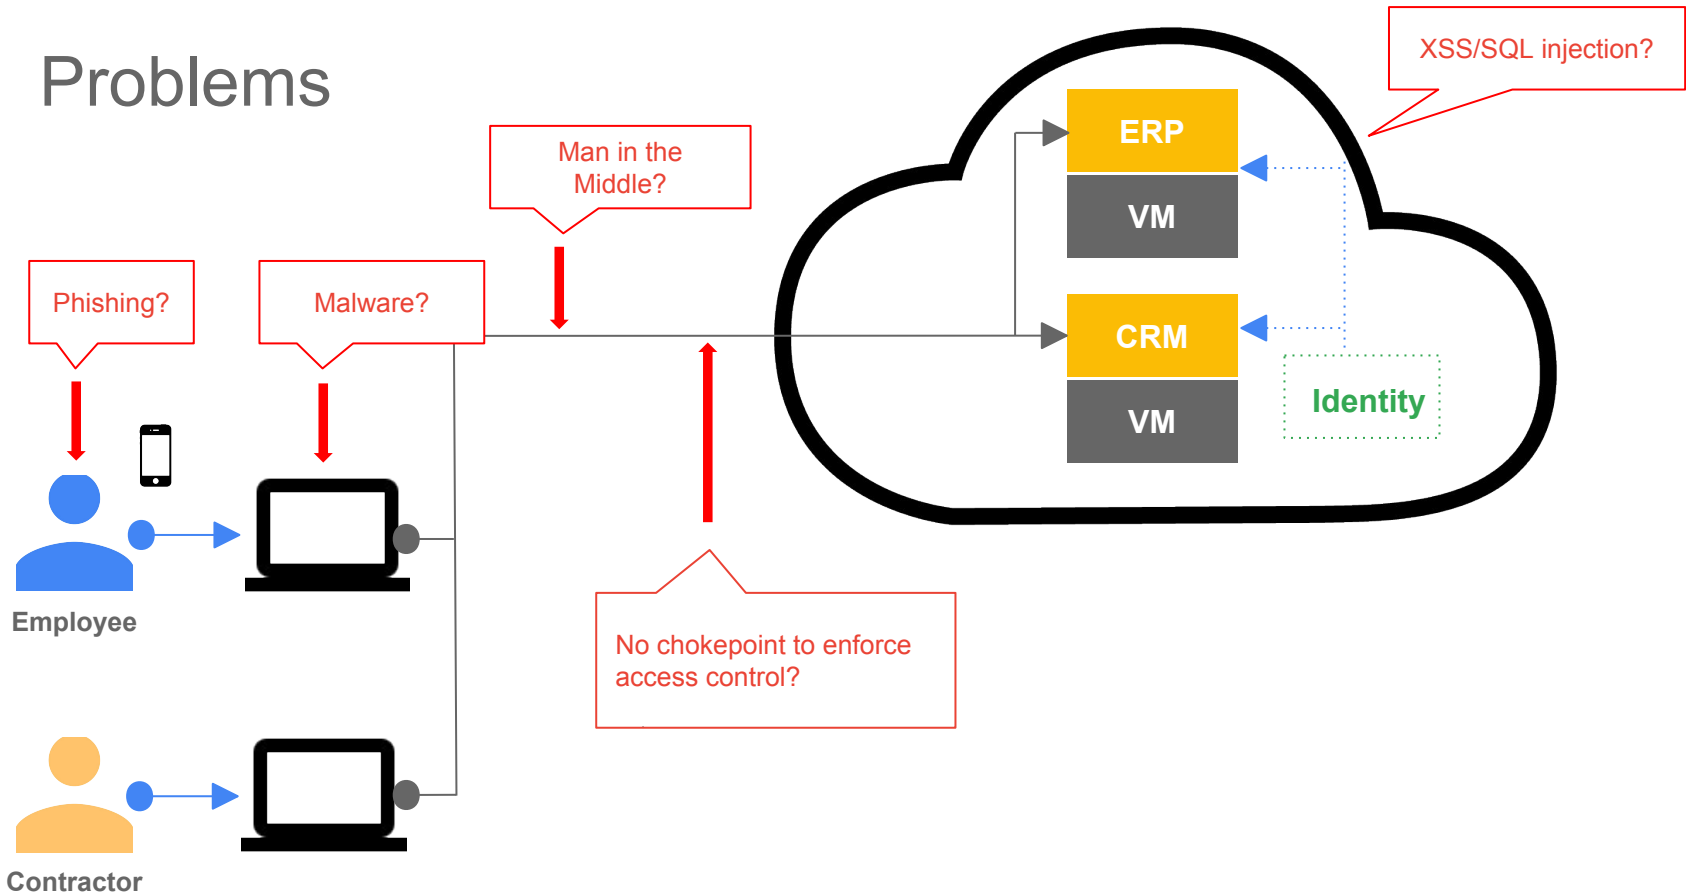 Problems
XSS/SQL injection?
Man in the
Middle?
ERP
VM
Phishing?
Malware?
CRM
VM
Identity
Employee
No chokepoint to enforce
access control?
Contractor